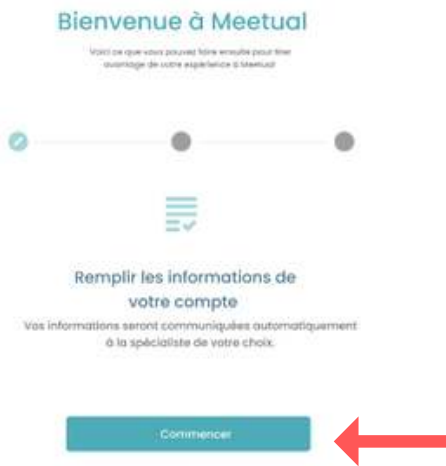 Bienvenue à Meetual
Voici ce que vous pouvez faire ensuite pour tirer
avantage de votre expérience à Meetual
Remplir les informations de
votre compte
Vos informations seront communiquées automatiquement
à la spécialiste de votre choix.
Commencer